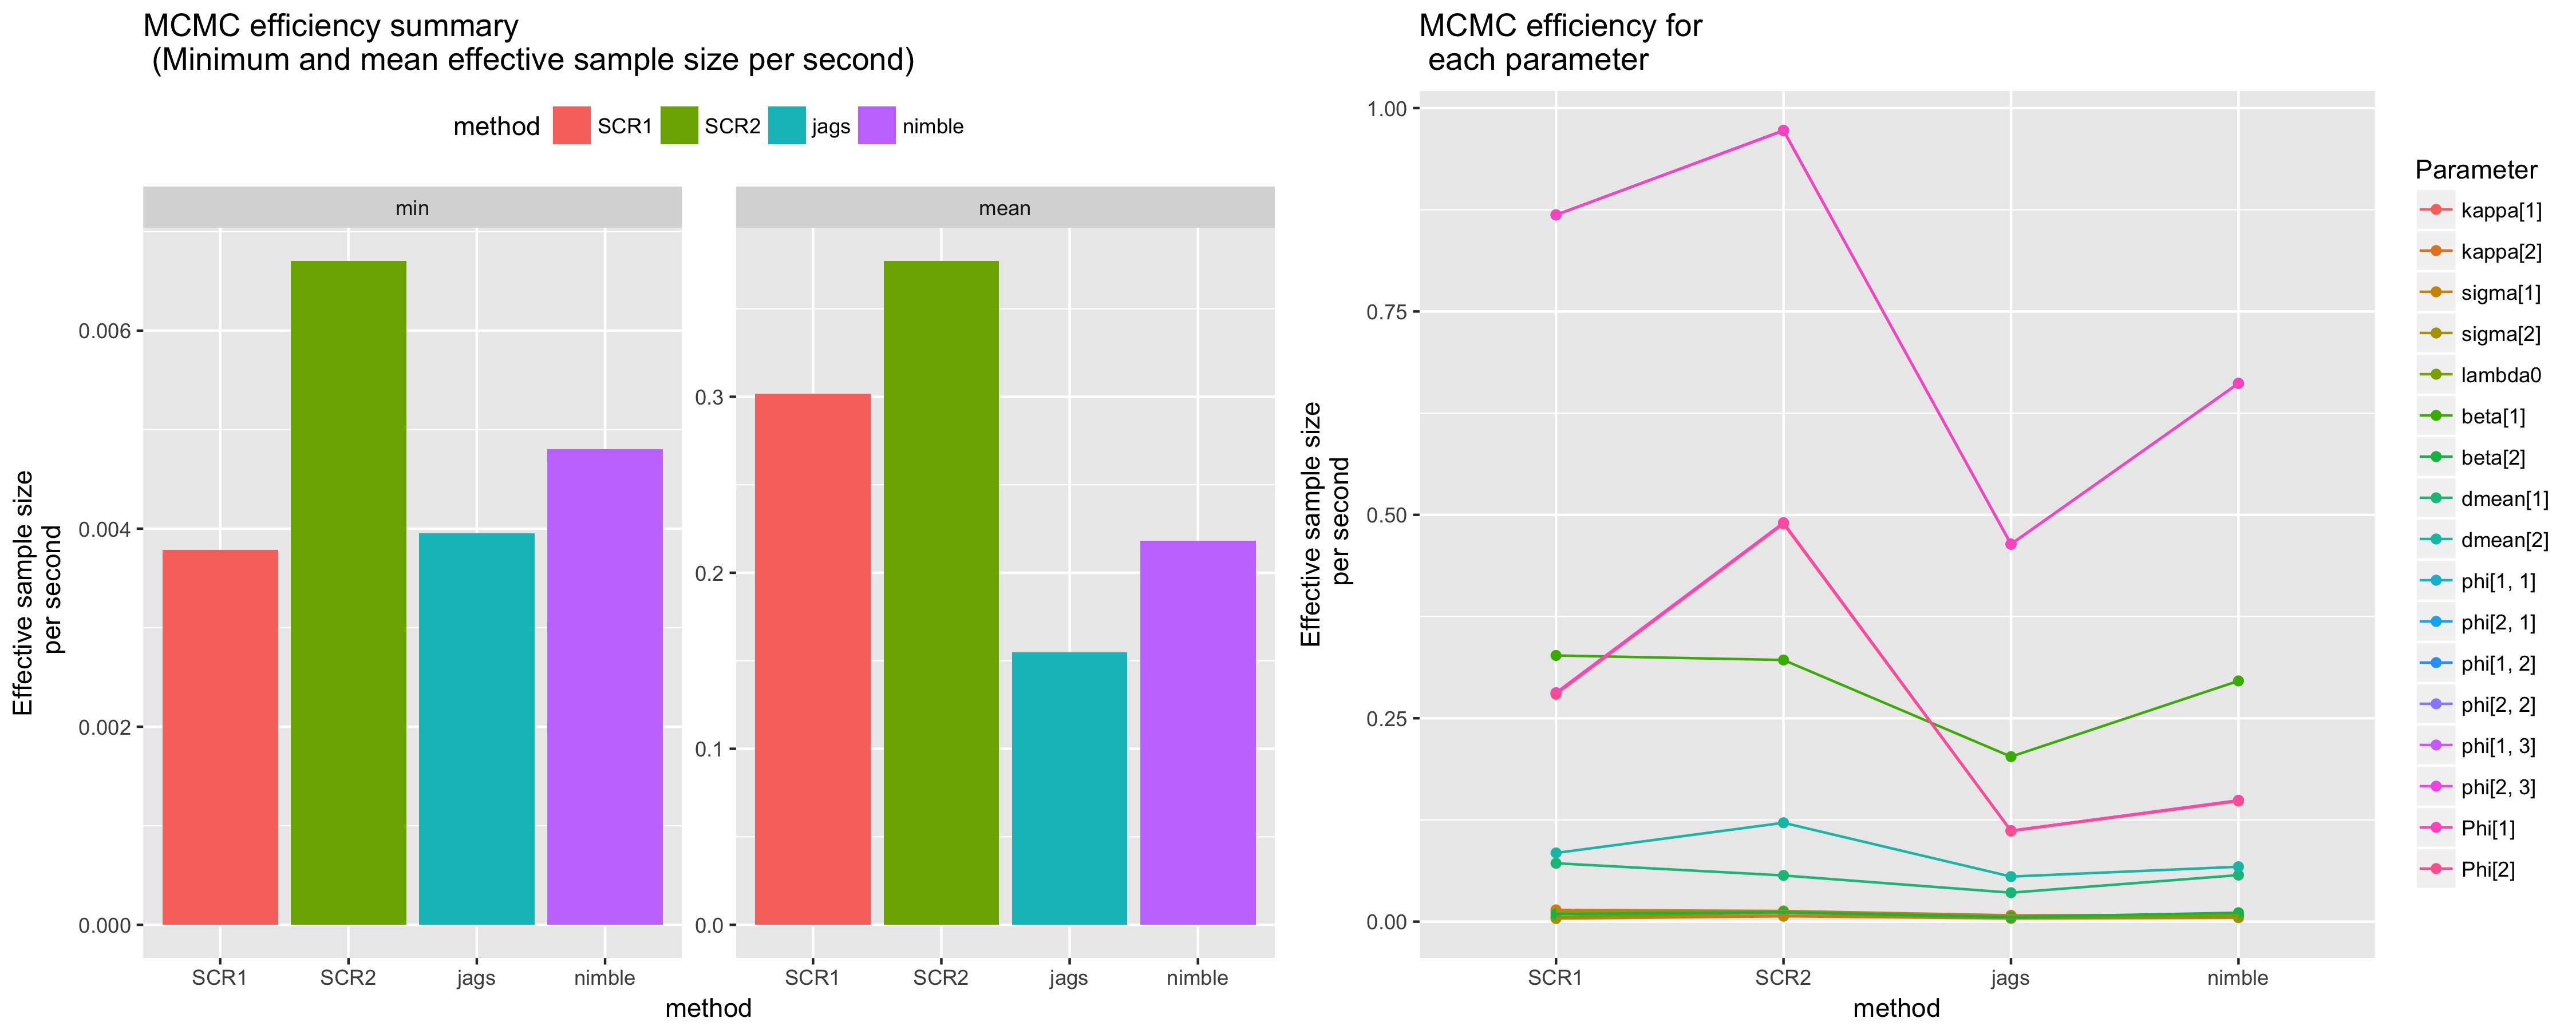 MCMC efficiency summary
(Minimum and mean effective sample size per second)
method SCR1 SCR2 jags nimble
min
mean
Effective sample size
per second
0.006
0.004
0.002
0.000
0.3
0.2
0.1
0.0
SCR1 SCR2 jags nimble
SCR1 SCR2 jags nimble
method
MCMC efficiency for
each parameter
Effective sample size
per second
1.00
0.75
0.50
0.25
0.00
SCR1 SCR2 jags nimble
method
Parameter
kappa[1]
kappa[2]
sigma[1]
sigma[2]
lambda0
beta[1]
beta[2]
dmean[1]
dmean[2]
phi[1, 1]
phi[2, 1]
phi[1, 2]
phi[2, 2]
phi[1, 3]
phi[2, 3]
Phi[1]
Phi[2]